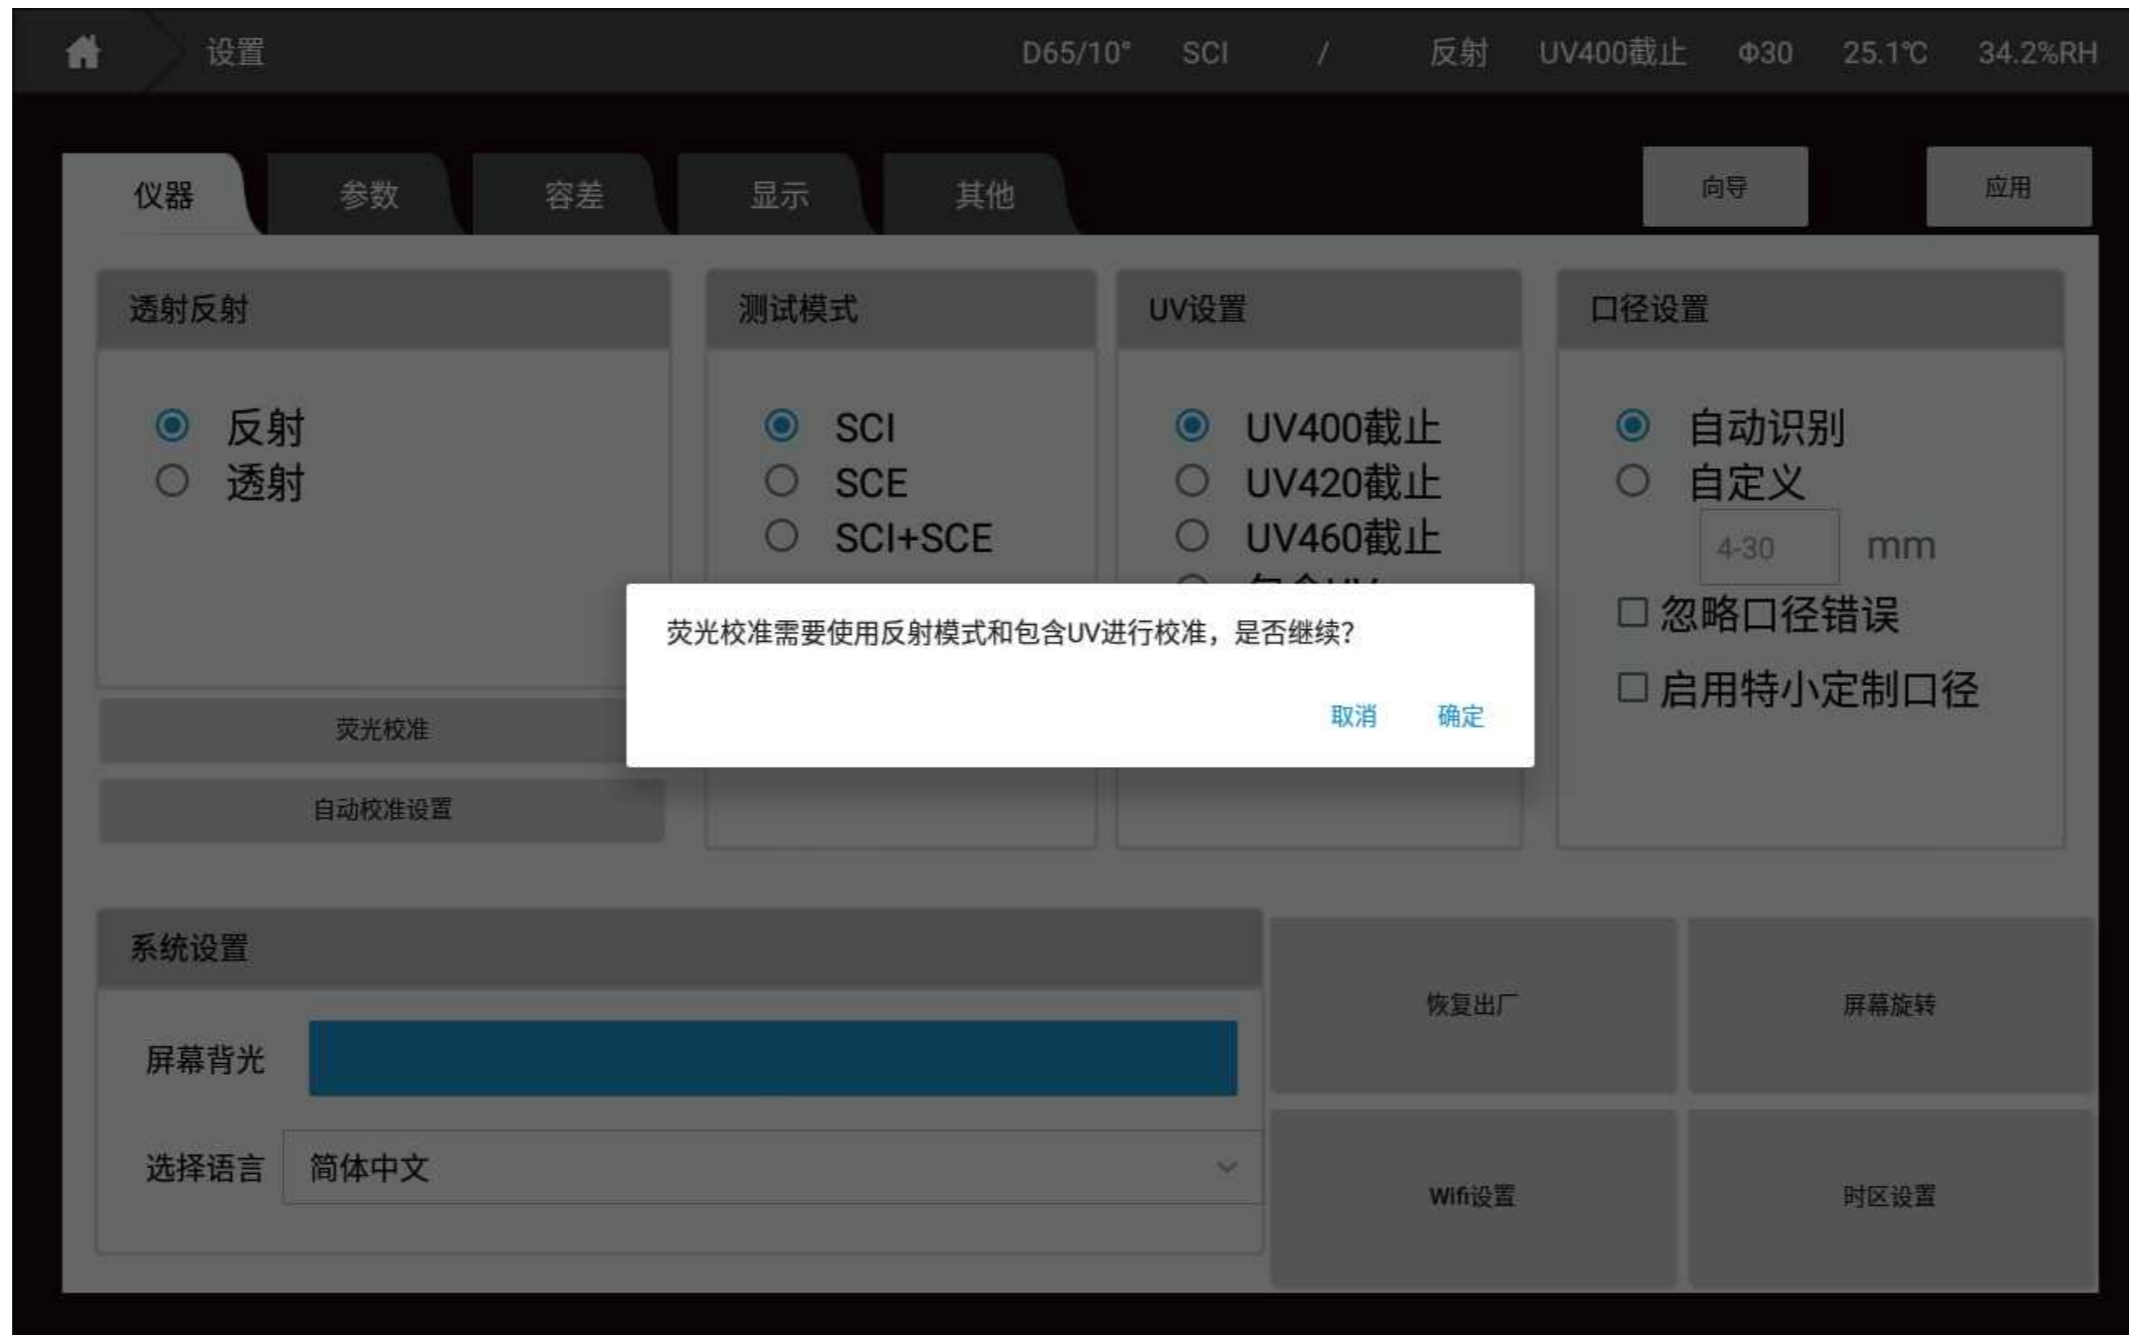 设置
D65/10° SCI / 反射 UV400截止 Φ30 25.1℃ 34.2%RH
仪器 参数 容差 显示 其他 向导 应用
透射反射
反射
透射
荧光校准
自动校准设置
测试模式
SCI
SCE
SCI+SCE
UV设置
UV400截止
UV420截止
UV460截止
口径设置
自动识别
自定义
4-30 mm
忽略口径错误
启用特小定制口径
荧光校准需要使用反射模式和包含UV进行校准，是否继续？
取消 确定
系统设置
屏幕背光
选择语言 简体中文
恢复出厂 屏幕旋转
Wifi设置 时区设置